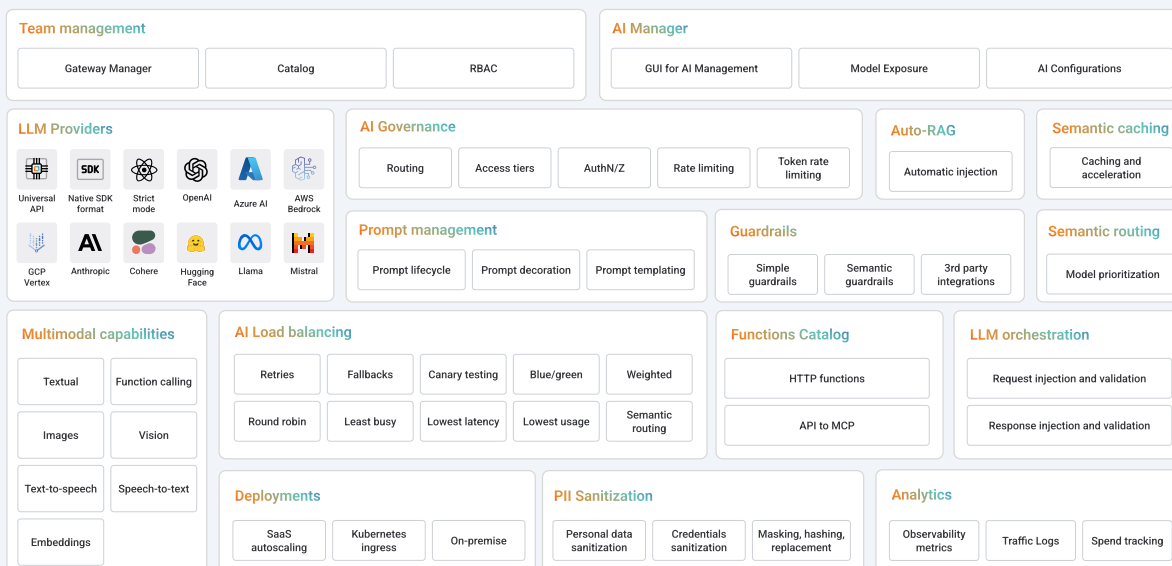 Team management
Gateway Manager
Catalog
RBAC
AI Manager
GUI for AI Management
Model Exposure
AI Configurations
LLM Providers
Universal
API
SDK
Native SDK
format
Strict
mode
OpenAI
Azure AI
AWS
Bedrock
GCP
Vertex
Anthropic
Cohere
Hugging
Face
Llama
Mistral
AI Governance
Routing
Access tiers
AuthN/Z
Rate limiting
Token rate
limiting
Auto-RAG
Automatic injection
Semantic caching
Caching and
acceleration
Prompt management
Prompt lifecycle
Prompt decoration
Prompt templating
Guardrails
Simple
guardrails
Semantic
guardrails
3rd party
integrations
Semantic routing
Model prioritization
Multimodal capabilities
Textual
Function calling
Images
Vision
Text-to-speech
Speech-to-text
Embeddings
AI Load balancing
Retries
Fallbacks
Canary testing
Blue/green
Weighted
Round robin
Least busy
Lowest latency
Lowest usage
Semantic
routing
Functions Catalog
HTTP functions
API to MCP
LLM orchestration
Request injection and validation
Response injection and validation
Deployments
SaaS
autoscaling
Kubernetes
ingress
On-premise
PII Sanitization
Personal data
sanitization
Credentials
sanitization
Masking, hashing,
replacement
Analytics
Observability
metrics
Traffic Logs
Spend tracking